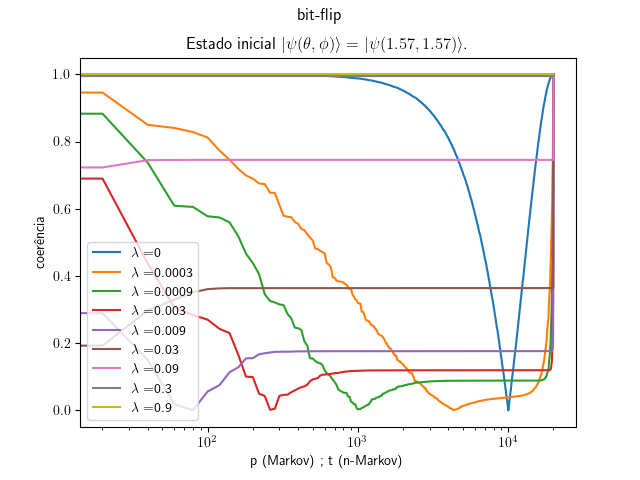 bit-flip
Estado inicial |ψ(θ, ϕ)⟩ = |ψ(1.57, 1.57)⟩.
1.0
0.8
0.6
0.4
0.2
0.0
coerência
λ =0
λ =0.0003
λ =0.0009
λ =0.003
λ =0.009
λ =0.03
λ =0.09
λ =0.3
λ =0.9
10² 10³ 10⁴
p (Markov) ; t (n-Markov)